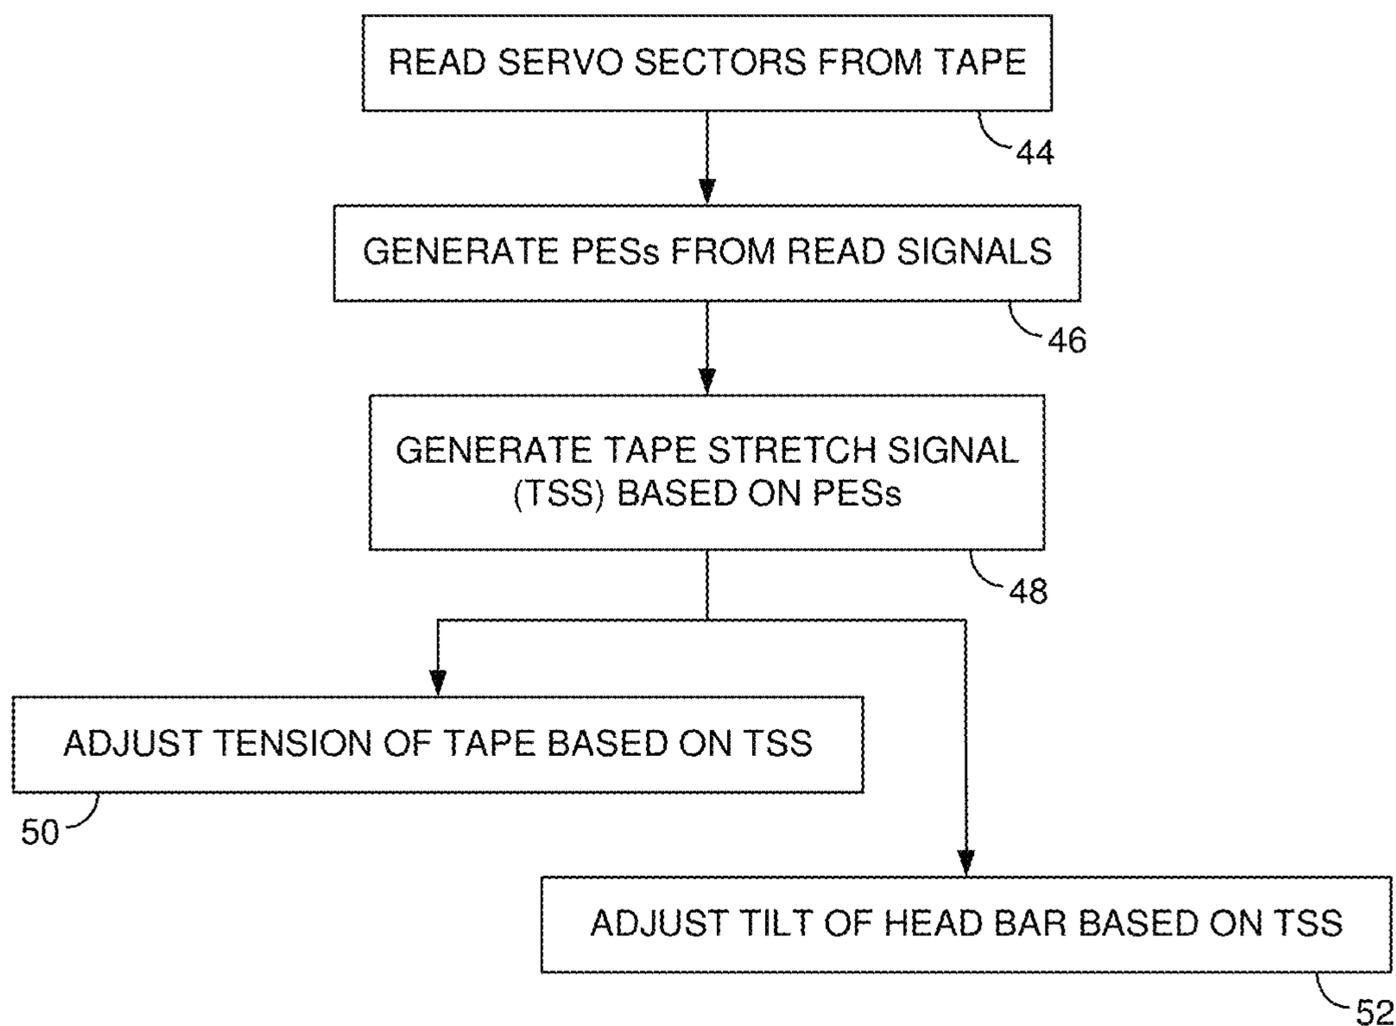 READ SERVO SECTORS FROM TAPE
44
GENERATE PESs FROM READ SIGNALS
46
GENERATE TAPE STRETCH SIGNAL
(TSS) BASED ON PESs
48
ADJUST TENSION OF TAPE BASED ON TSS
50
ADJUST TILT OF HEAD BAR BASED ON TSS
52